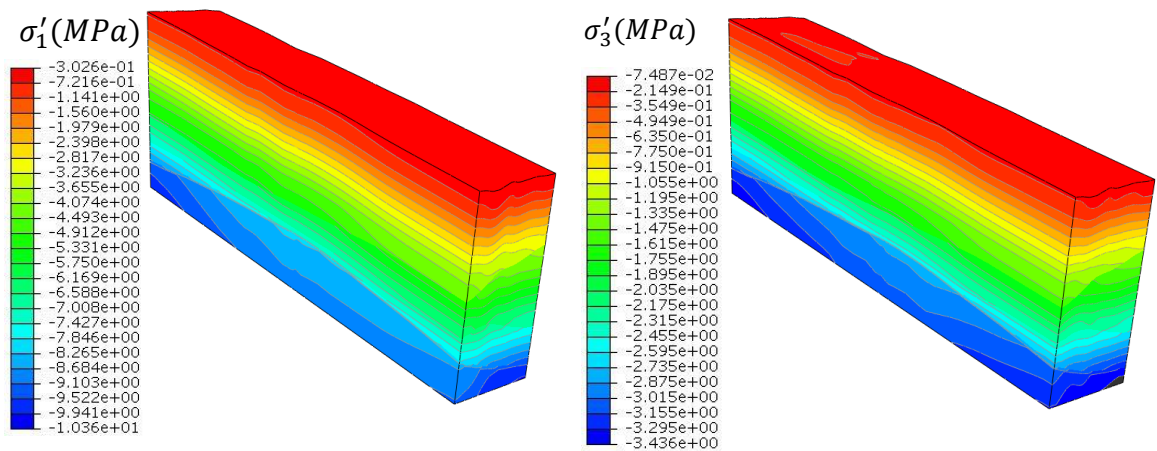 σ′₁(MPa)
-3.026e-01
-7.216e-01
-1.141e+00
-1.560e+00
-1.979e+00
-2.398e+00
-2.817e+00
-3.236e+00
-3.655e+00
-4.074e+00
-4.493e+00
-4.912e+00
-5.331e+00
-5.750e+00
-6.169e+00
-6.588e+00
-7.008e+00
-7.427e+00
-7.846e+00
-8.265e+00
-8.684e+00
-9.103e+00
-9.522e+00
-9.941e+00
-1.036e+01
σ′₃(MPa)
-7.487e-02
-2.149e-01
-3.549e-01
-4.949e-01
-6.350e-01
-7.750e-01
-9.150e-01
-1.055e+00
-1.195e+00
-1.335e+00
-1.475e+00
-1.615e+00
-1.755e+00
-1.895e+00
-2.035e+00
-2.175e+00
-2.315e+00
-2.455e+00
-2.595e+00
-2.735e+00
-2.875e+00
-3.015e+00
-3.155e+00
-3.295e+00
-3.436e+00